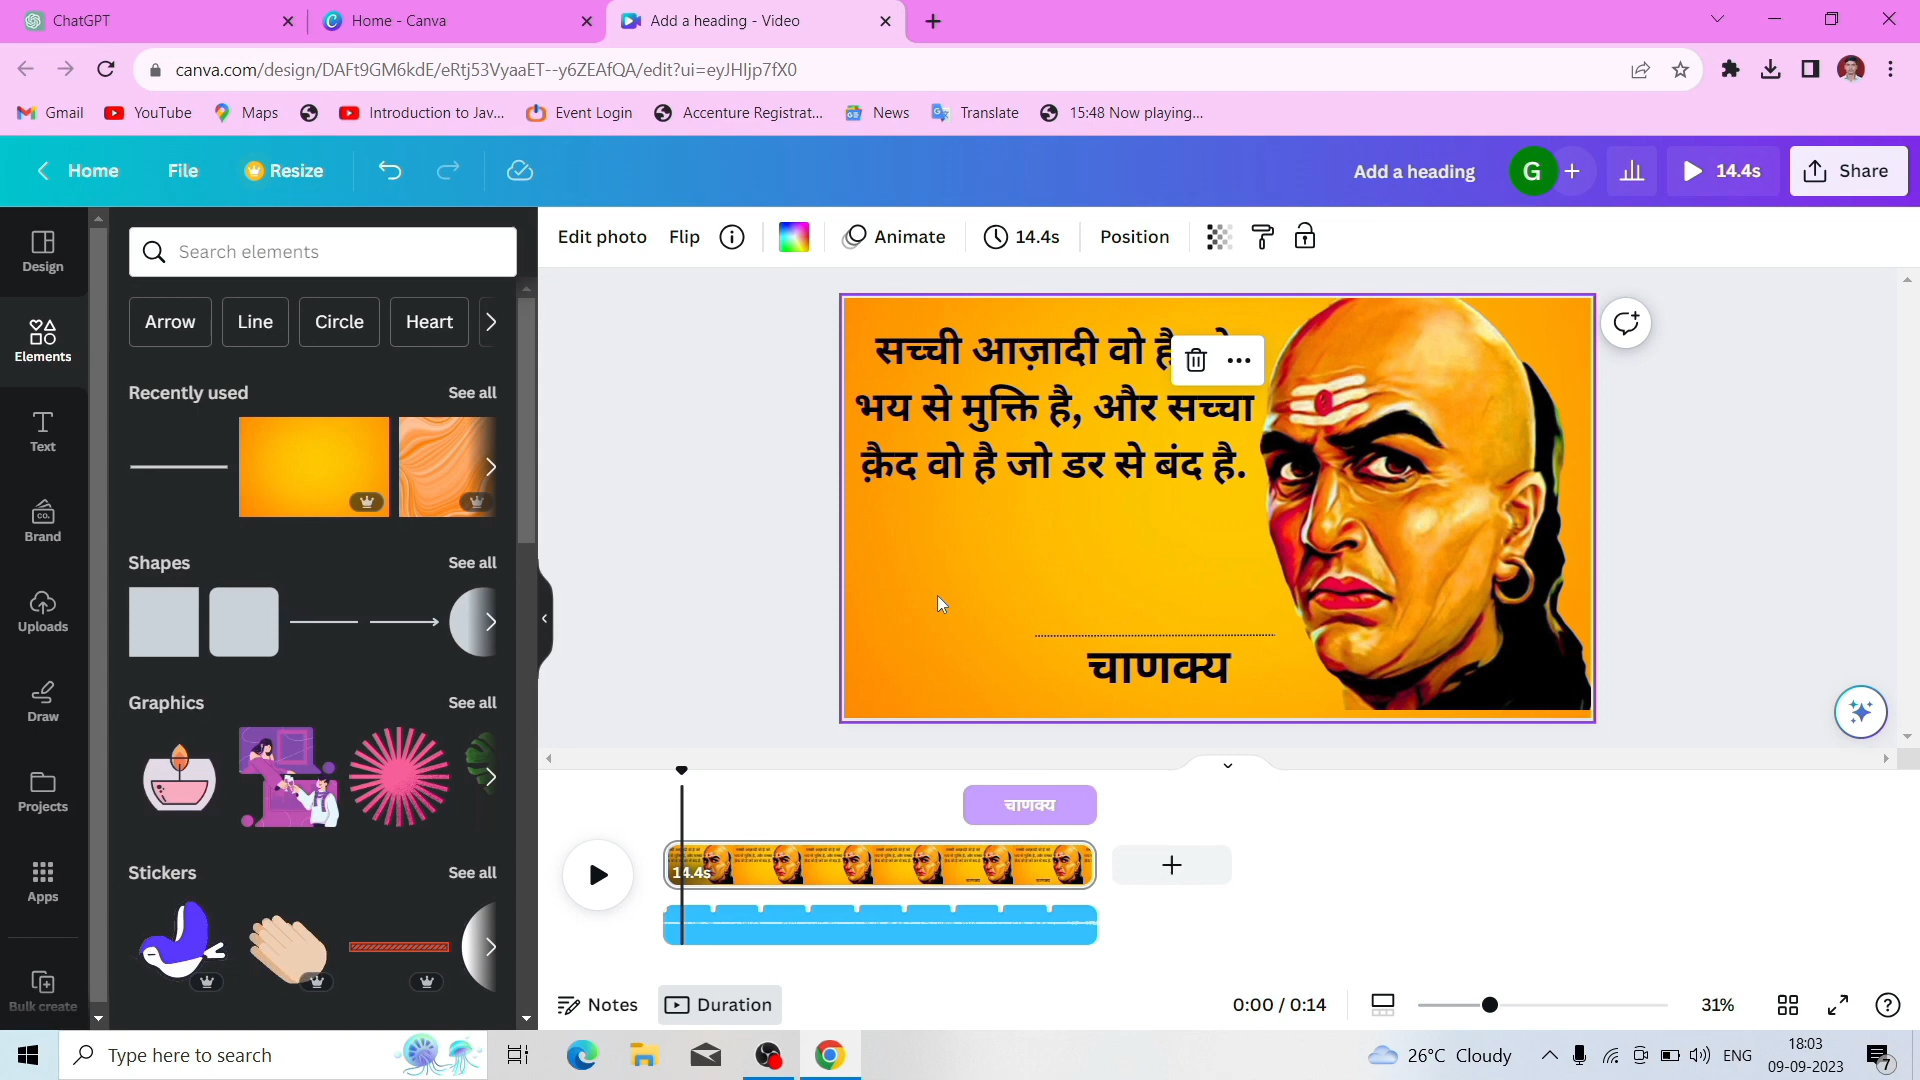 ChatGPT
Home - Canva
Add a heading - Video
canva.com/design/DAFt9GM6kdE/eRtj53VyaaET--y6ZEAfQA/edit?ui=eyJHIjp7fX0
Gmail
YouTube
Maps
Introduction to Jav...
Event Login
Accenture Registrat...
News
Translate
15:48 Now playing...
Home
File
Resize
Add a heading
G
14.4s
Share
Design
Elements
Text
Brand
Uploads
Draw
Projects
Apps
Bulk create
Search elements
Arrow
Line
Circle
Heart
Recently used
See all
Shapes
See all
Graphics
See all
Stickers
See all
Edit photo
Flip
Animate
14.4s
Position
सच्ची आज़ादी वो
भय से मुक्ति है, और सच्चा
क़ैद वो है जो डर से बंद है.
चाणक्य
चाणक्य
14.4s
Notes
Duration
0:00 / 0:14
31%
Type here to search
26°C Cloudy
ENG
18:03
09-09-2023
7